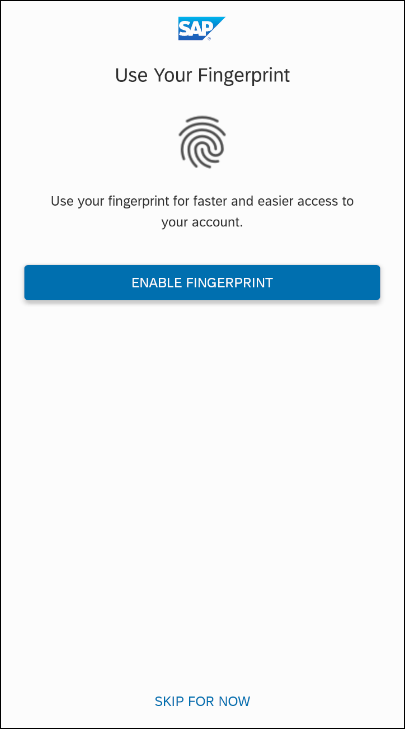 SAP
Use Your Fingerprint
Use your fingerprint for faster and easier access to
your account.
ENABLE FINGERPRINT
SKIP FOR NOW